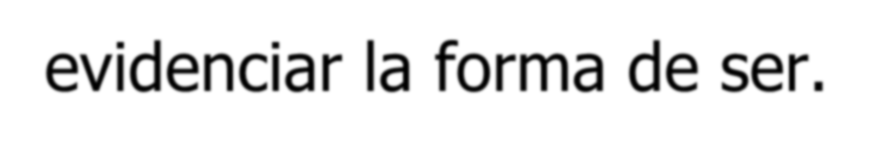 evidenciar la forma de ser.